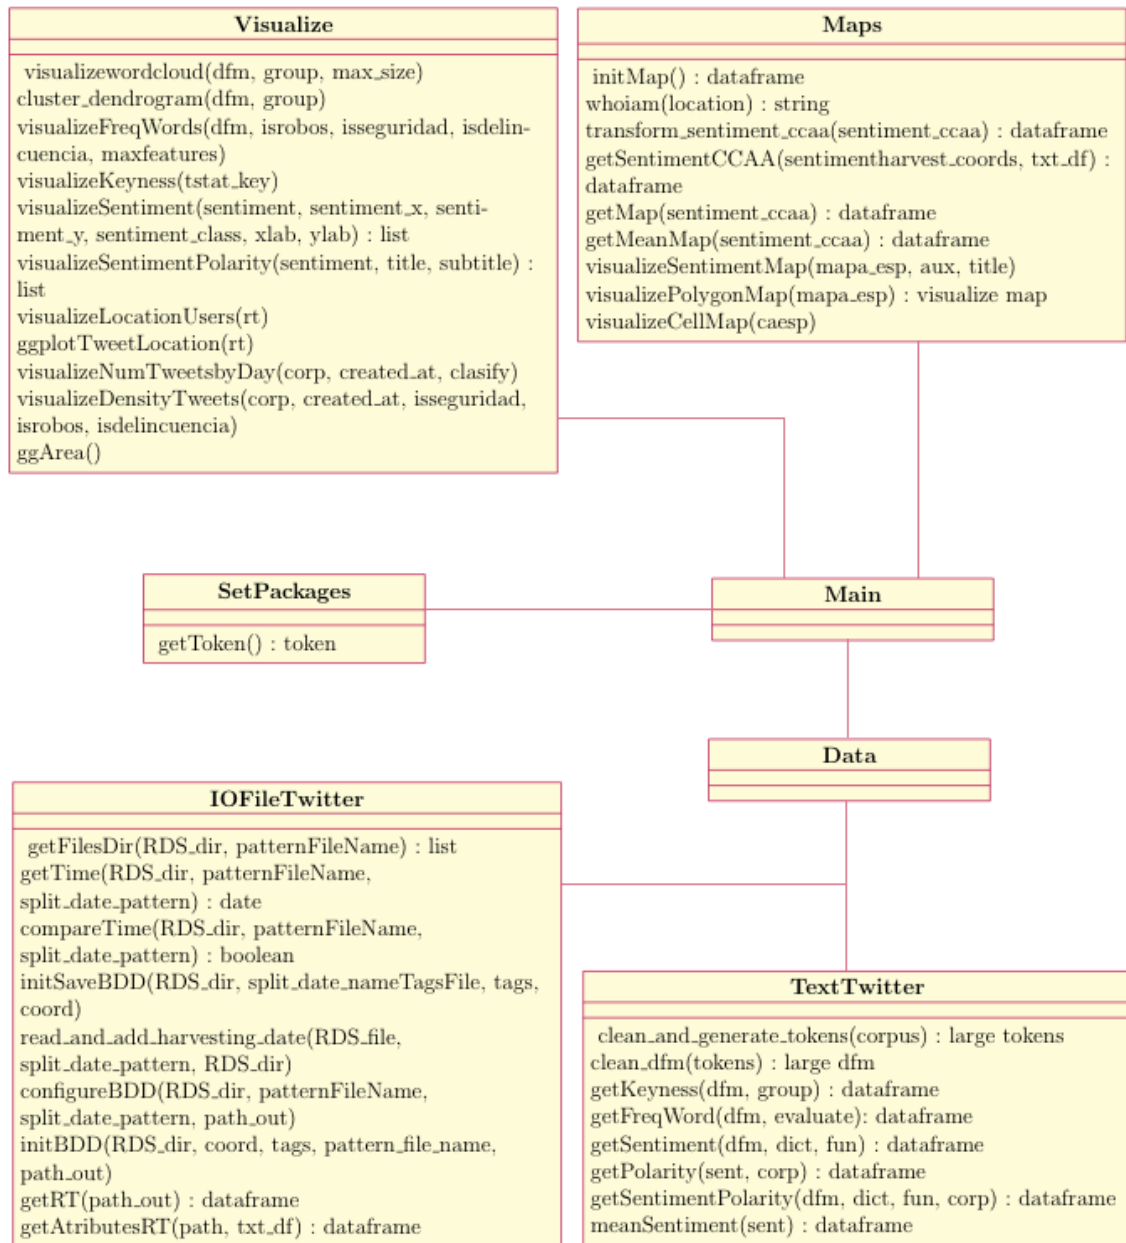 Visualize
visualizewordcloud(dfm, group, max_size)
cluster_dendrogram(dfm, group)
visualizeFreqWords(dfm, isrobos, isseguridad, isdelin-
cuencia, maxfeatures)
visualizeKeyness(tstat_key)
visualizeSentiment(sentiment, sentiment_x, senti-
ment_y, sentiment_class, xlab, ylab) : list
visualizeSentimentPolarity(sentiment, title, subtitle) :
list
visualizeLocationUsers(rt)
ggplotTweetLocation(rt)
visualizeNumTweetsbyDay(corp, created_at, clasify)
visualizeDensityTweets(corp, created_at, isseguridad,
isrobos, isdelincuencia)
ggArea()
Maps
initMap() : dataframe
whoiam(location) : string
transform_sentiment_ccaa(sentiment_ccaa) : dataframe
getSentimentCCAA(sentimentharvest_coords, txt_df) :
dataframe
getMap(sentiment_ccaa) : dataframe
getMeanMap(sentiment_ccaa) : dataframe
visualizeSentimentMap(mapa_esp, aux, title)
visualizePolygonMap(mapa_esp) : visualize map
visualizeCellMap(caesp)
SetPackages
getToken() : token
Main
Data
IOFileTwitter
getFilesDir(RDS_dir, patternFileName) : list
getTime(RDS_dir, patternFileName,
split_date_pattern) : date
compareTime(RDS_dir, patternFileName,
split_date_pattern) : boolean
initSaveBDD(RDS_dir, split_date_nameTagsFile, tags,
coord)
read_and_add_harvesting_date(RDS_file,
split_date_pattern, RDS_dir)
configureBDD(RDS_dir, patternFileName,
split_date_pattern, path_out)
initBDD(RDS_dir, coord, tags, pattern_file_name,
path_out)
getRT(path_out) : dataframe
getAtributesRT(path, txt_df) : dataframe
TextTwitter
clean_and_generate_tokens(corpus) : large tokens
clean_dfm(tokens) : large dfm
getKeyness(dfm, group) : dataframe
getFreqWord(dfm, evaluate): dataframe
getSentiment(dfm, dict, fun) : dataframe
getPolarity(sent, corp) : dataframe
getSentimentPolarity(dfm, dict, fun, corp) : dataframe
meanSentiment(sent) : dataframe